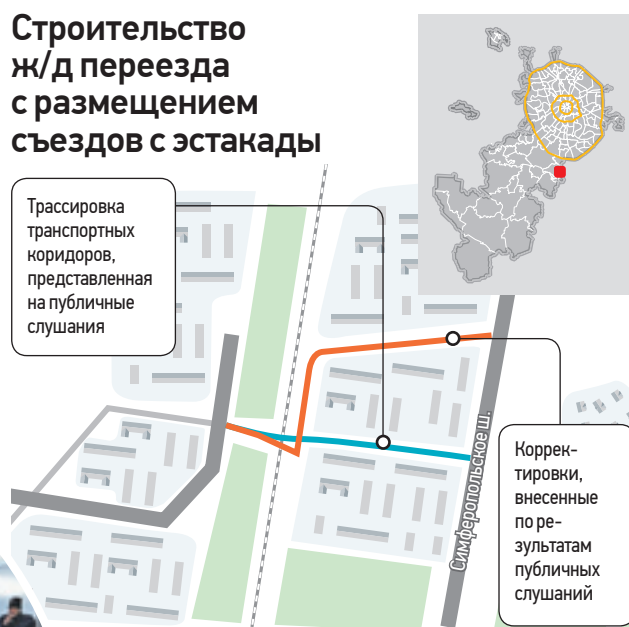 Строительство
ж/д переезда
с размещением
съездов с эстакады
Трассировка
транспортных
коридоров,
представленная
на публичные
слушания
Симферопольское ш.
Коррек-
тировки,
внесенные
по ре-
зультатам
публичных
слушаний